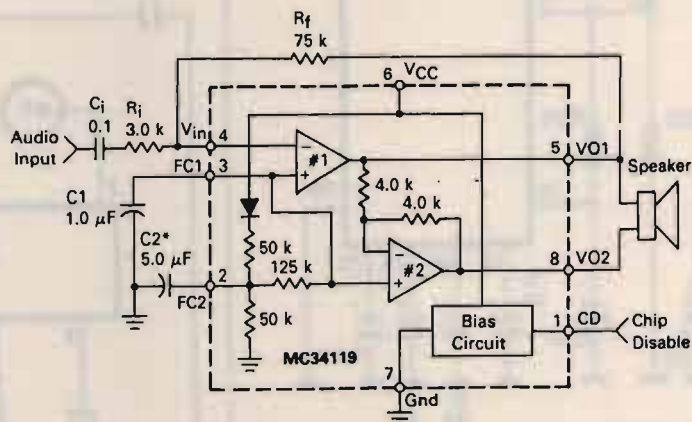 Rf
75 k
6 VCC
Ci
0.1
Ri
3.0 k
Audio
Input
Vin
4
FC1
3
C1
1.0 μF
C2*
5.0 μF
2
FC2
−
+
#1
4.0 k
4.0 k
50 k
125 k
50 k
−
+
#2
5 VO1
Speaker
8 VO2
Bias
Circuit
1 CD
Chip
Disable
MC34119
7
Gnd